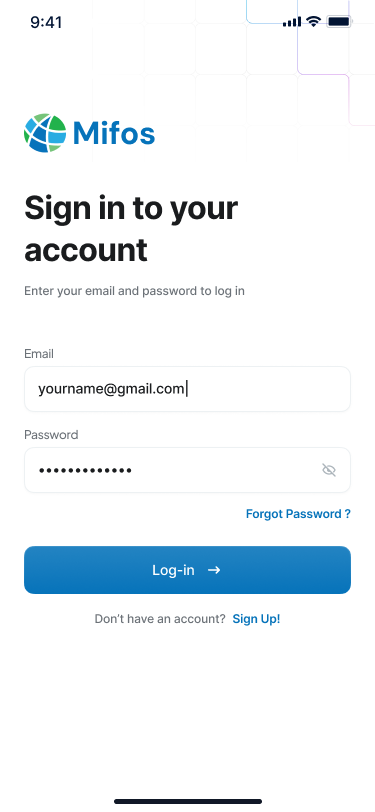 9:41
Mifos
Sign in to your
account
Enter your email and password to log in
Email
yourname@gmail.com
Password
•••••••••••••
Forgot Password ?
Log-in →
Don't have an account? Sign Up!